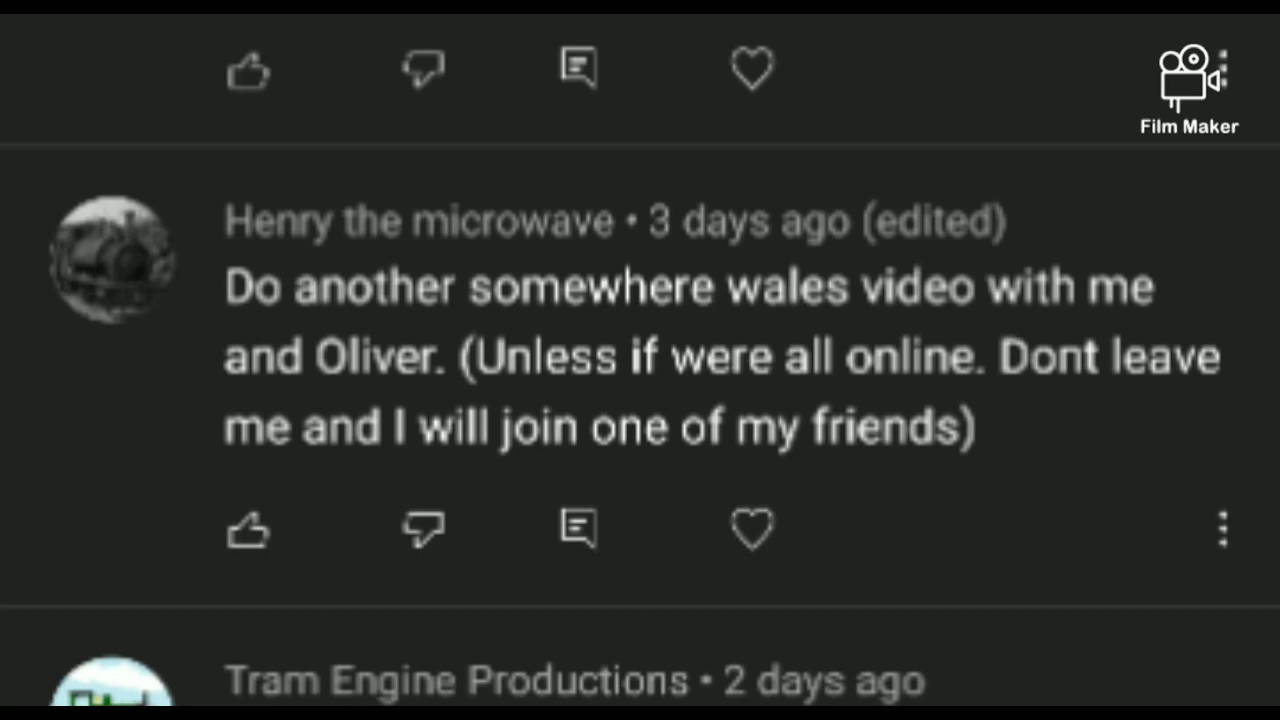 Film Maker
Henry the microwave • 3 days ago (edited)
Do another somewhere wales video with me
and Oliver. (Unless if were all online. Dont leave
me and I will join one of my friends)
Tram Engine Productions • 2 days ago